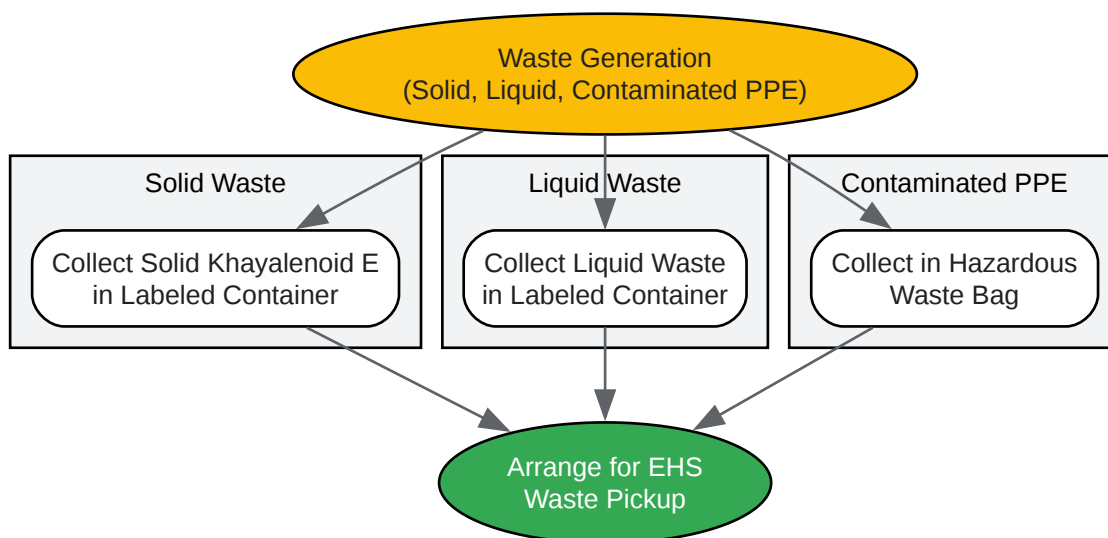 Waste Generation
(Solid, Liquid, Contaminated PPE)
Solid Waste
Liquid Waste
Contaminated PPE
Collect Solid Khayalenoid E
in Labeled Container
Collect Liquid Waste
in Labeled Container
Collect in Hazardous
Waste Bag
Arrange for EHS
Waste Pickup